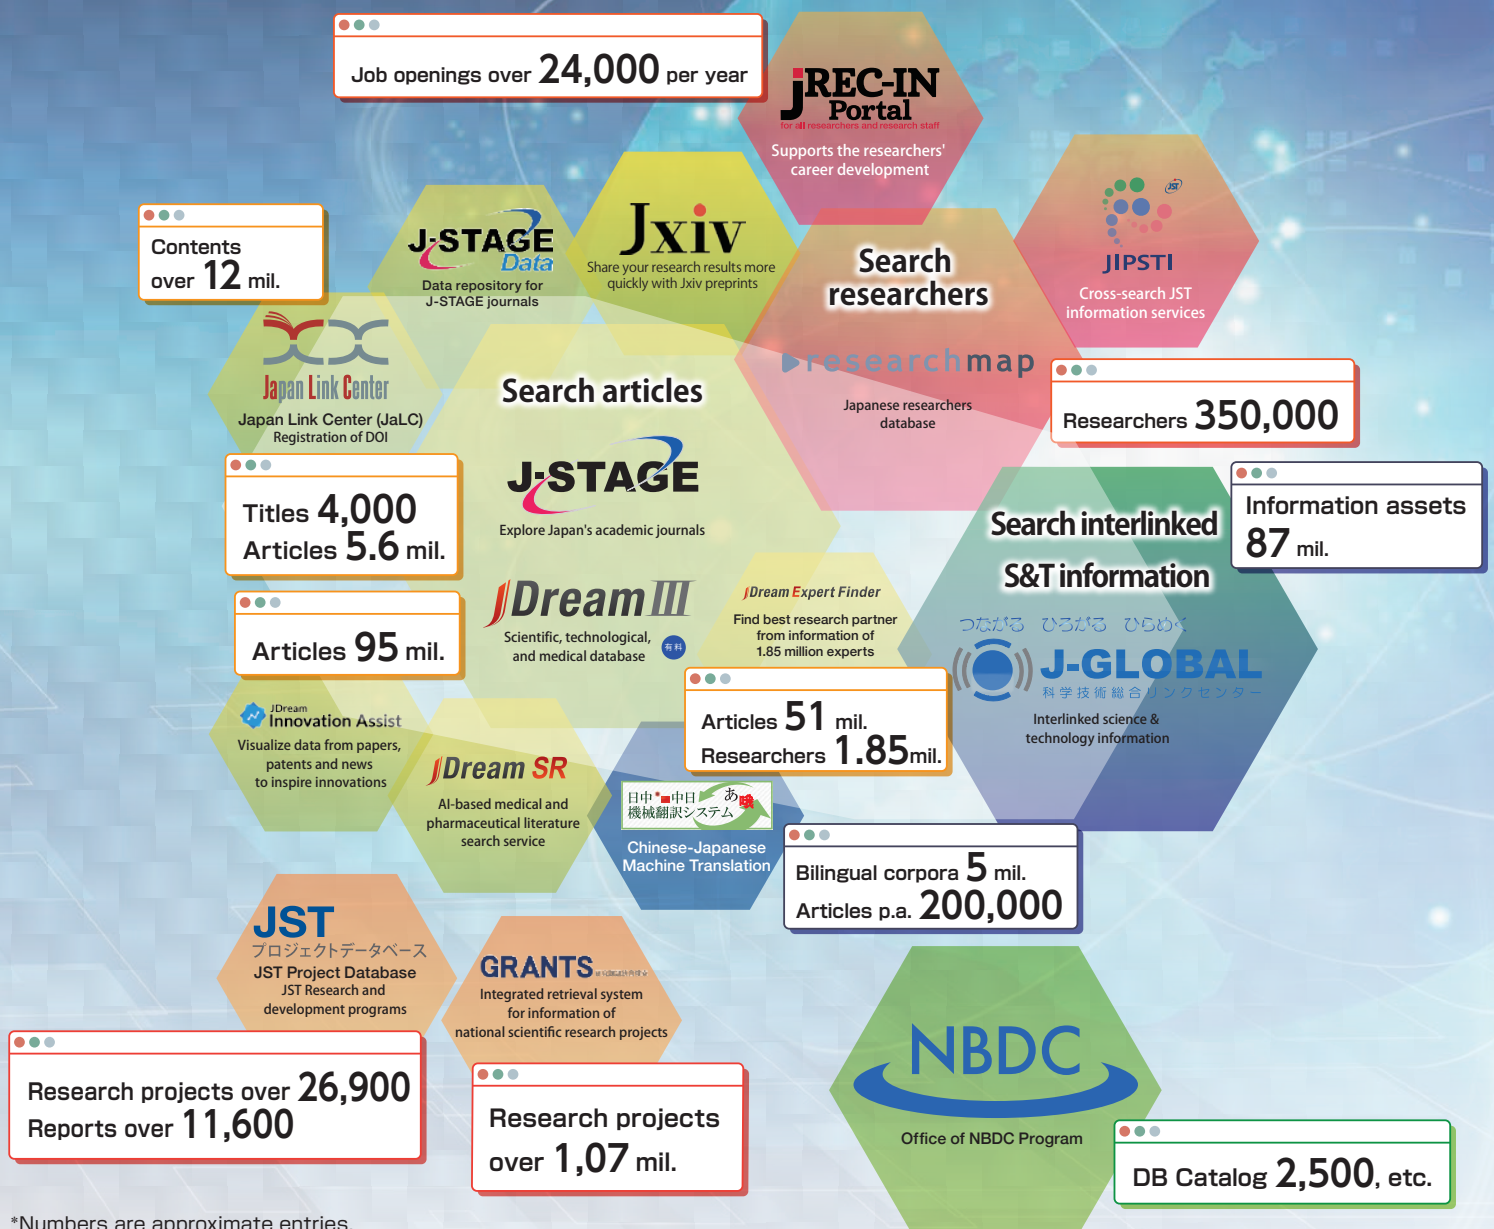 Job openings over 24,000 per year
JREC-IN
Portal
for all researchers and research staff
Supports the researchers'
career development
JST
JIPSTI
Cross-search JST
information services
Contents
over 12 mil.
J-STAGE
Data
Data repository for
J-STAGE journals
Jxiv
Share your research results more
quickly with Jxiv preprints
Search
researchers
researchmap
Japanese researchers
database
Researchers 350,000
Japan Link Center
Japan Link Center (JaLC)
Registration of DOI
Search articles
J-STAGE
Explore Japan's academic journals
Titles 4,000
Articles 5.6 mil.
JDream III
Scientific, technological,
and medical database
有料
Articles 95 mil.
JDream Expert Finder
Find best research partner
from information of
1.85 million experts
Articles 51 mil.
Researchers 1.85mil.
Search interlinked
S&T information
Information assets
87 mil.
つながる ひろがる ひらめく
J-GLOBAL
科学技術総合リンクセンター
Interlinked science &
technology information
JDream
Innovation Assist
Visualize data from papers,
patents and news
to inspire innovations
JDream SR
AI-based medical and
pharmaceutical literature
search service
日中 中日
機械翻訳システム
あ
Chinese-Japanese
Machine Translation
Bilingual corpora 5 mil.
Articles p.a. 200,000
JST
プロジェクトデータベース
JST Project Database
JST Research and
development programs
Research projects over 26,900
Reports over 11,600
GRANTS
Integrated retrieval system
for information of
national scientific research projects
Research projects
over 1,07 mil.
NBDC
Office of NBDC Program
DB Catalog 2,500, etc.
*Numbers are approximate entries.